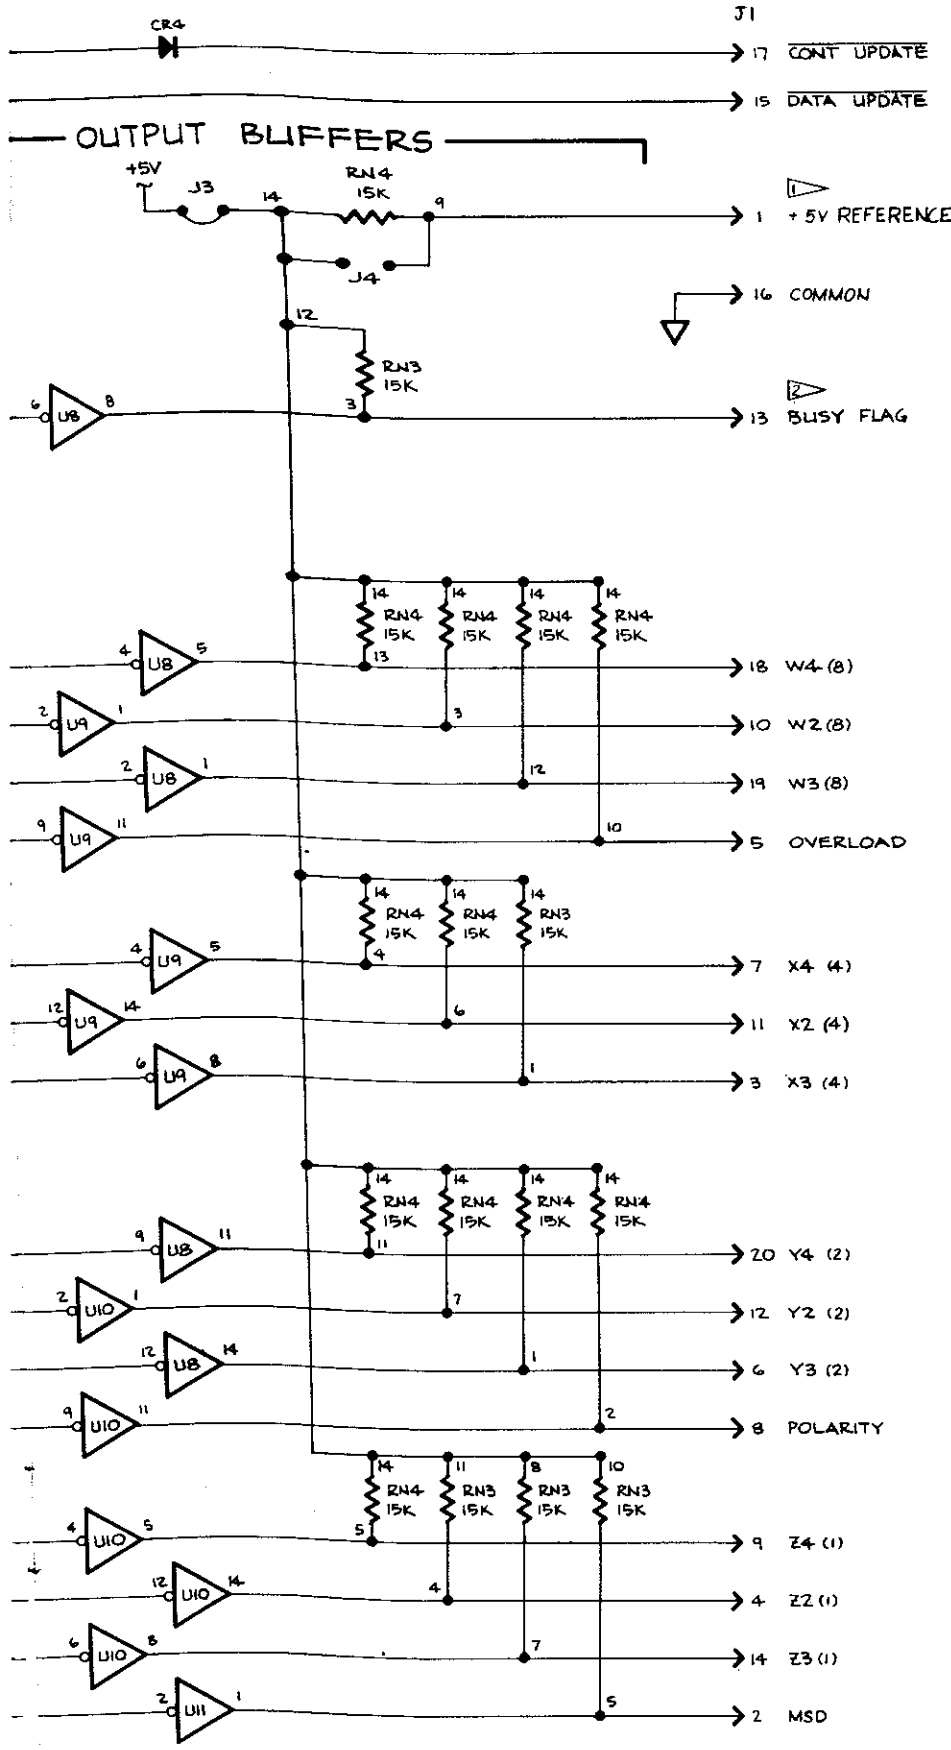 J1
CR4
17 CONT UPDATE
15 DATA UPDATE
OUTPUT BUFFERS
+5V
J3
14
RN4
15K
9
1
1 +5V REFERENCE
J4
16 COMMON
12
RN3
15K
3
6 U8 8
2
13 BUSY FLAG
14 14 14 14
RN4 RN4 RN4 RN4
15K 15K 15K 15K
4 U8 5
13
18 W4 (8)
2 U9 1
3
10 W2 (8)
2 U8 1
12
19 W3 (8)
9 U9 11
10
5 OVERLOAD
14 14 14
RN4 RN4 RN3
15K 15K 15K
4 U9 5
4
7 X4 (4)
12 U9 14
6
11 X2 (4)
6 U9 8
1
3 X3 (4)
14 14 14 14
RN4 RN4 RN4 RN4
15K 15K 15K 15K
9 U8 11
11
20 Y4 (2)
2 U10 1
7
12 Y2 (2)
12 U8 14
1
6 Y3 (2)
9 U10 11
2
8 POLARITY
14 11 8 10
RN4 RN3 RN3 RN3
15K 15K 15K 15K
4 U10 5
5
9 Z4 (1)
12 U10 14
4
4 Z2 (1)
6 U10 8
7
14 Z3 (1)
2 U11 1
5
2 MSD